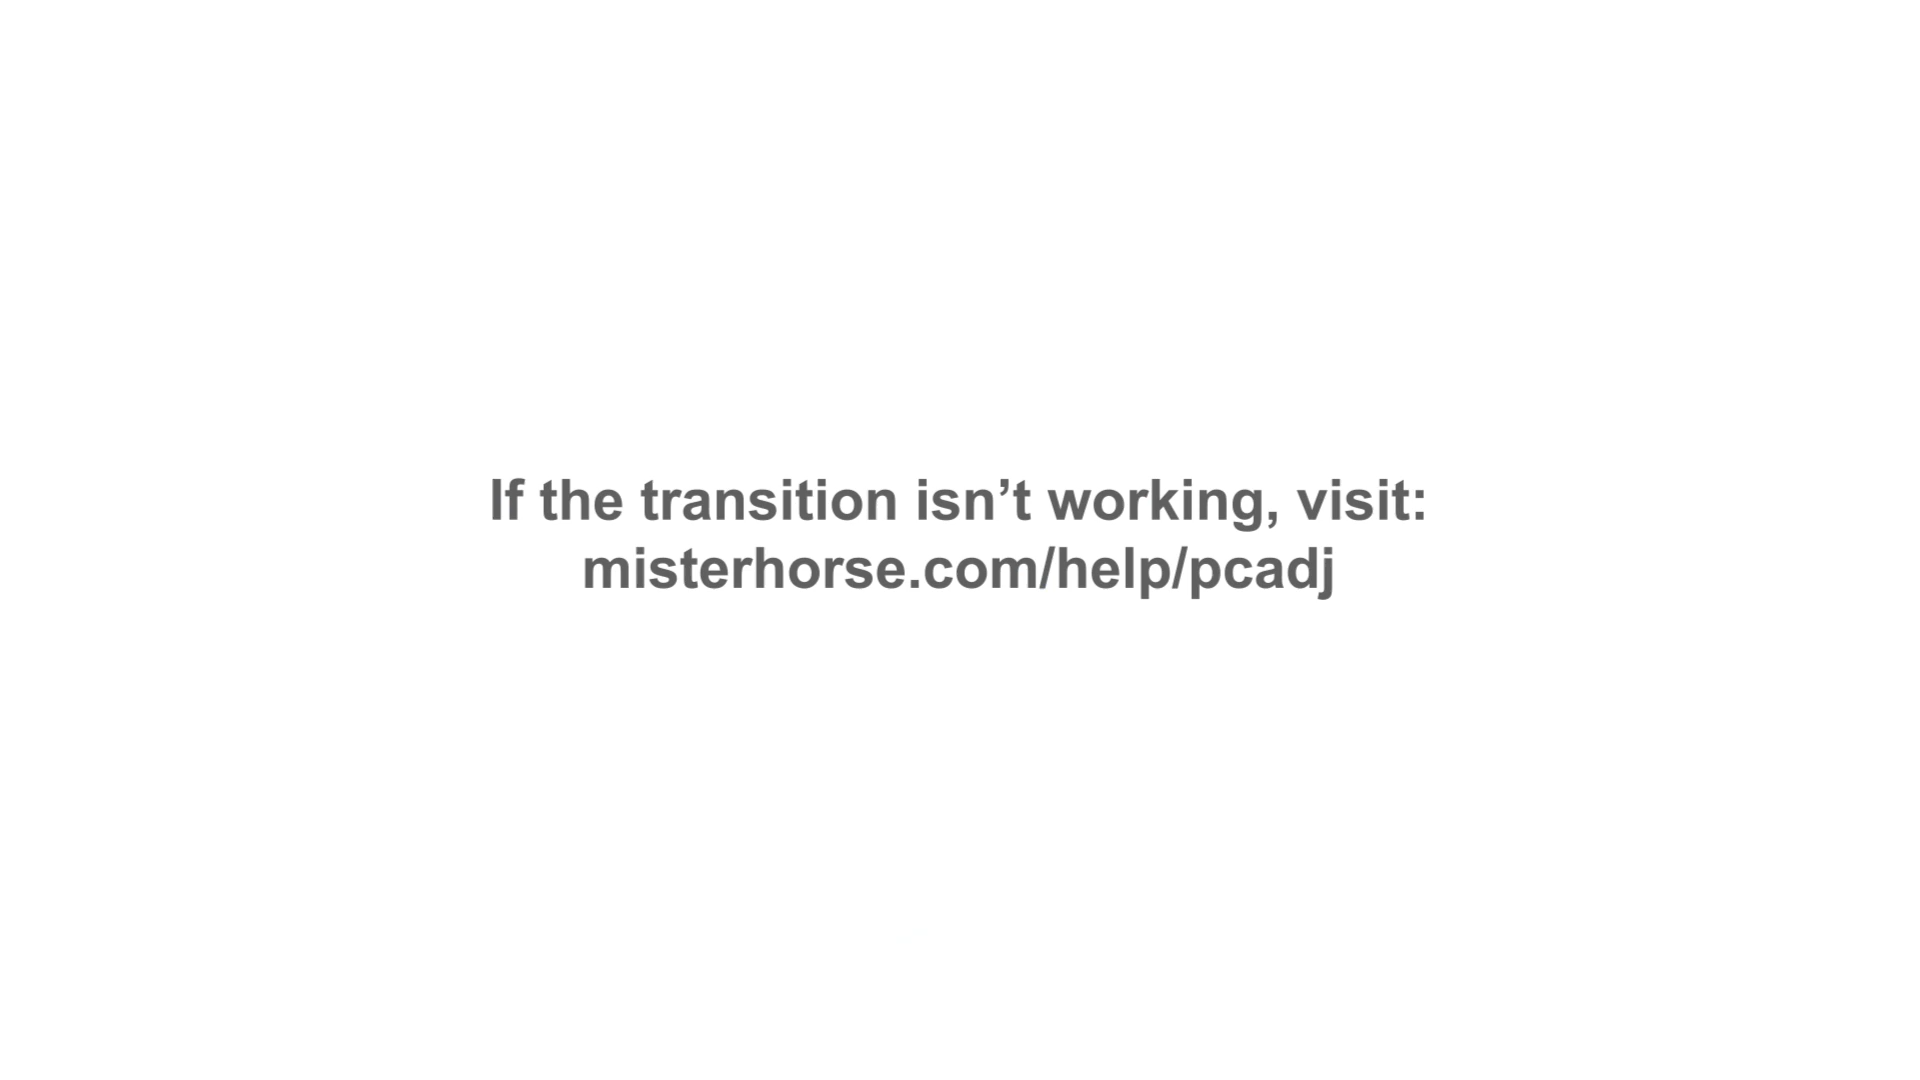 If the transition isn’t working, visit:
misterhorse.com/help/pcadj